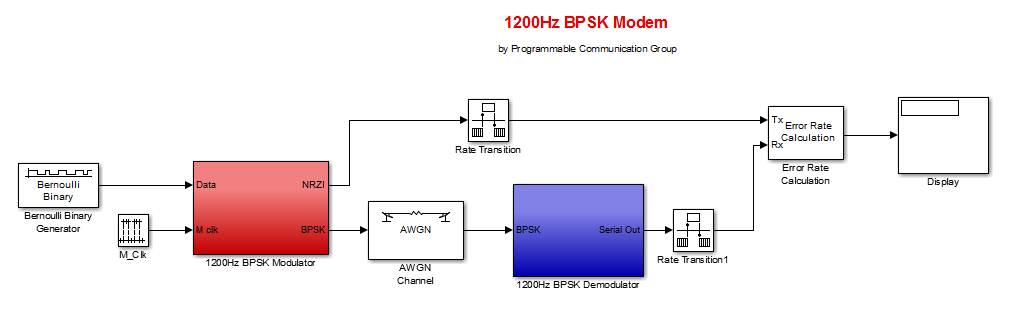 1200Hz BPSK Modem
by Programmable Communication Group
Rate Transition
Tx
Rx
Error Rate
Calculation
Error Rate
Calculation
Display
Bernoulli
Binary
Bernoulli Binary
Generator
M_Clk
Data
M clk
NRZI
BPSK
1200Hz BPSK Modulator
AWGN
AWGN
Channel
BPSK
Serial Out
1200Hz BPSK Demodulator
Rate Transition1